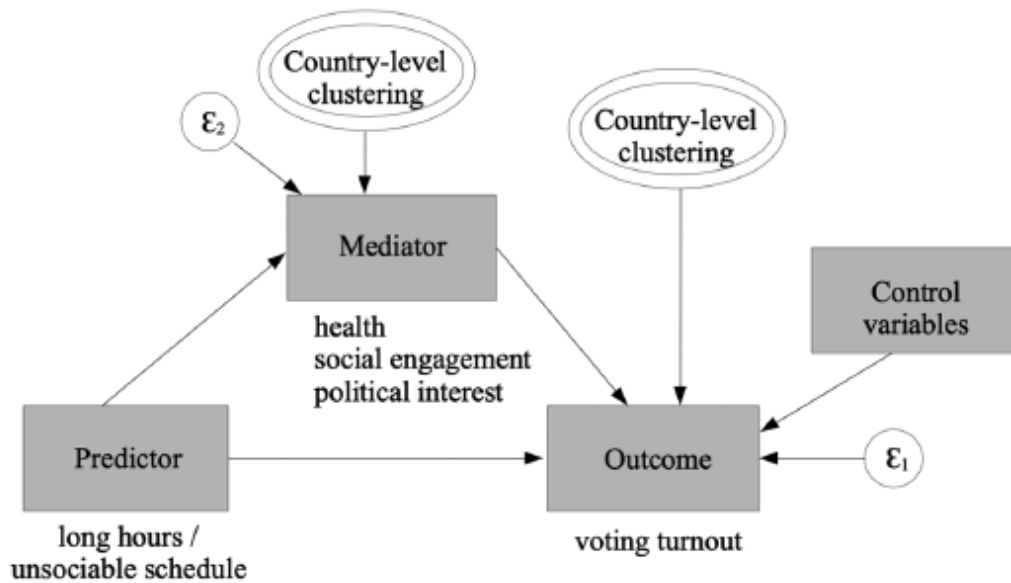 Country-level
clustering
ε₂
Country-level
clustering
Mediator
Control
variables
health
social engagement
political interest
Predictor
Outcome
ε₁
long hours /
unsociable schedule
voting turnout